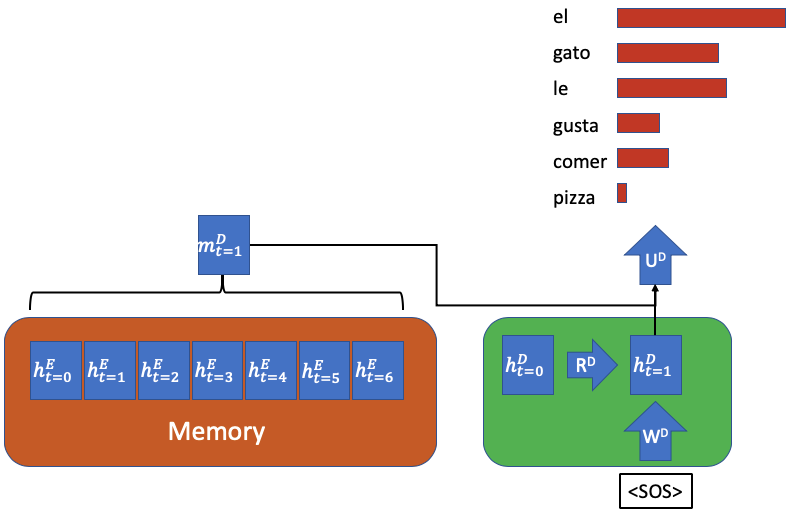 el
gato
le
gusta
comer
pizza
m^D_{t=1}
U^D
h^E_{t=0} h^E_{t=1} h^E_{t=2} h^E_{t=3} h^E_{t=4} h^E_{t=5} h^E_{t=6}
Memory
h^D_{t=0} R^D h^D_{t=1}
W^D
<SOS>